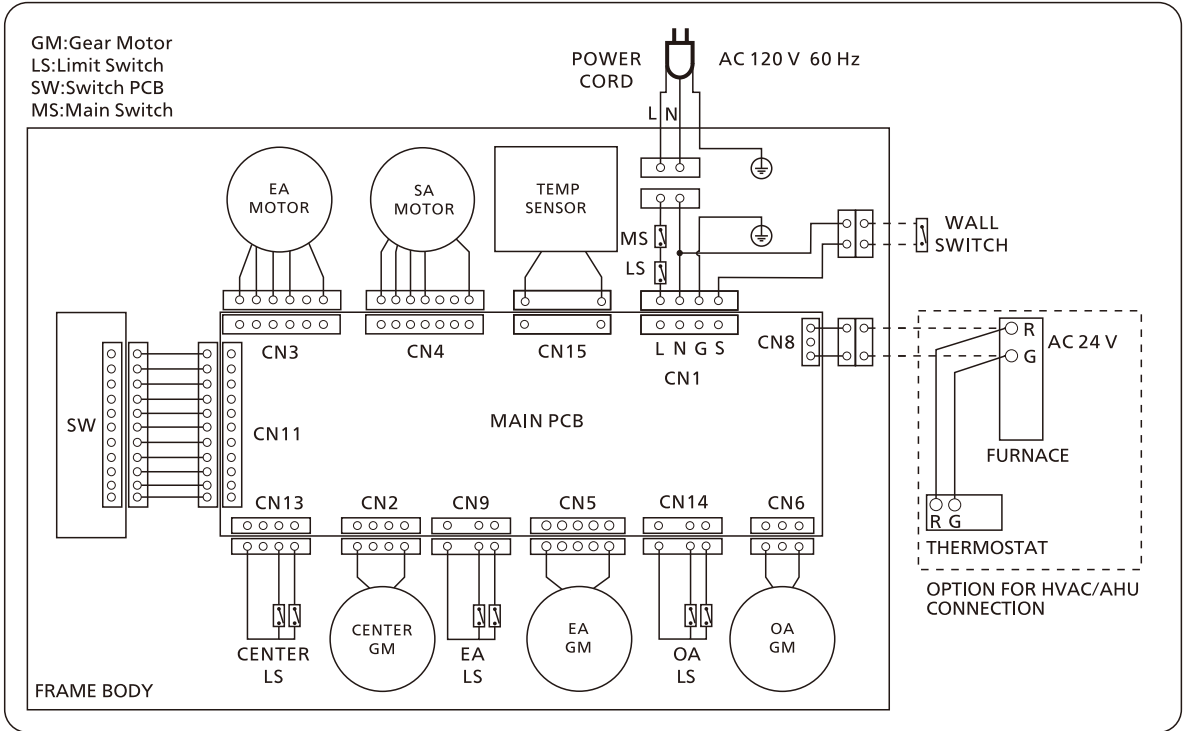 GM:Gear Motor
LS:Limit Switch
SW:Switch PCB
MS:Main Switch
POWER
CORD
AC 120 V 60 Hz
L N
EA
MOTOR
SA
MOTOR
TEMP
SENSOR
MS
LS
WALL
SWITCH
CN3
CN4
CN15
L N G S
CN1
CN8
R
G
AC 24 V
FURNACE
R G
THERMOSTAT
OPTION FOR HVAC/AHU
CONNECTION
SW
CN11
MAIN PCB
CN13
CN2
CN9
CN5
CN14
CN6
CENTER
LS
CENTER
GM
EA
LS
EA
GM
OA
LS
OA
GM
FRAME BODY